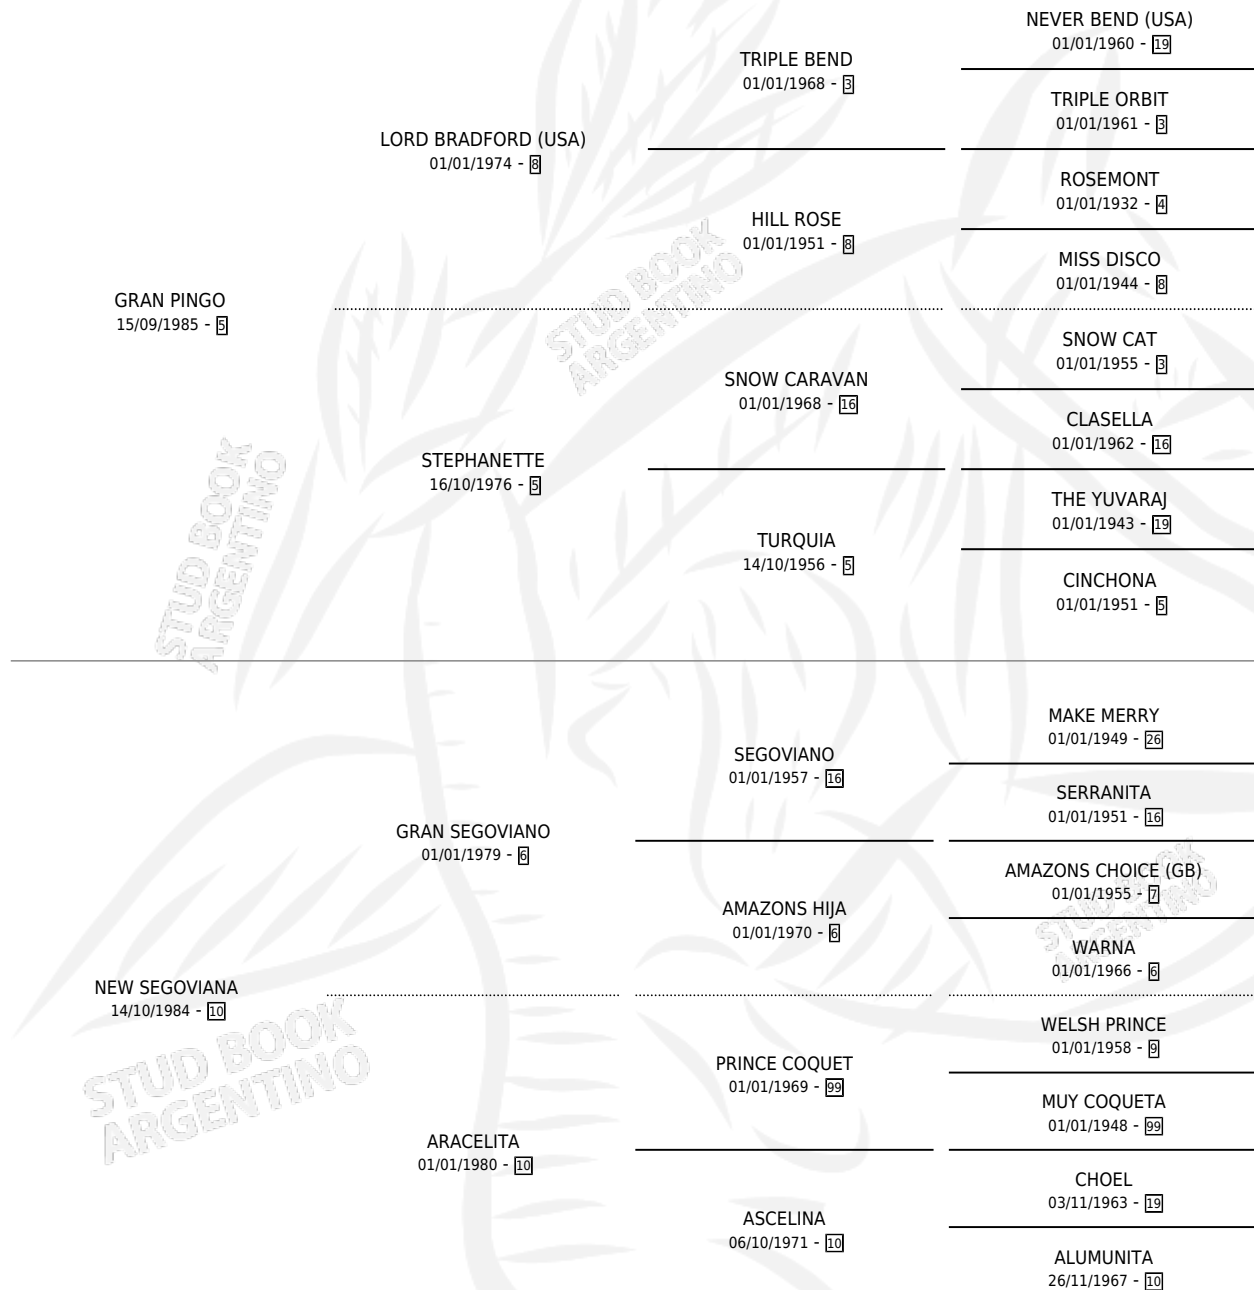 NEVER BEND (USA)
01/01/1960 - 19
TRIPLE BEND
01/01/1968 - 3
TRIPLE ORBIT
01/01/1961 - 3
LORD BRADFORD (USA)
01/01/1974 - 8
ROSEMONT
01/01/1932 - 4
HILL ROSE
01/01/1951 - 8
MISS DISCO
01/01/1944 - 8
GRAN PINGO
15/09/1985 - 5
SNOW CAT
01/01/1955 - 3
SNOW CARAVAN
01/01/1968 - 16
CLASELLA
01/01/1962 - 16
STEPHANETTE
16/10/1976 - 5
THE YUVARAJ
01/01/1943 - 19
TURQUIA
14/10/1956 - 5
CINCHONA
01/01/1951 - 5
MAKE MERRY
01/01/1949 - 26
SEGOVIANO
01/01/1957 - 16
SERRANITA
01/01/1951 - 16
GRAN SEGOVIANO
01/01/1979 - 6
AMAZONS CHOICE (GB)
01/01/1955 - 7
AMAZONS HIJA
01/01/1970 - 6
WARNA
01/01/1966 - 6
NEW SEGOVIANA
14/10/1984 - 10
WELSH PRINCE
01/01/1958 - 9
PRINCE COQUET
01/01/1969 - 99
MUY COQUETA
01/01/1948 - 99
ARACELITA
01/01/1980 - 10
CHOEL
03/11/1963 - 19
ASCELINA
06/10/1971 - 10
ALUMUNITA
26/11/1967 - 10
STUD BOOK
ARGENTINO
STUD BOOK
ARGENTINO
STUD BOOK
ARGENTINO
STUD BOOK
ARGENTINO